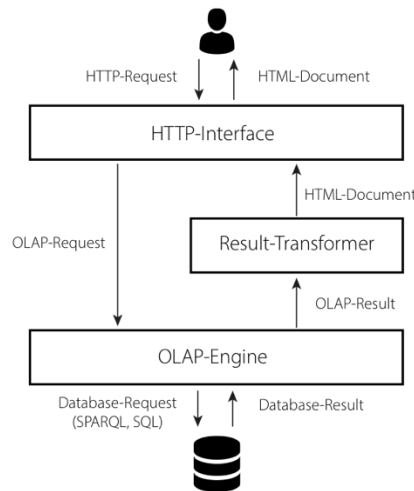 HTTP-Request
HTML-Document
HTTP-Interface
HTML-Document
OLAP-Request
Result-Transformer
OLAP-Result
OLAP-Engine
Database-Request
(SPARQL, SQL)
Database-Result